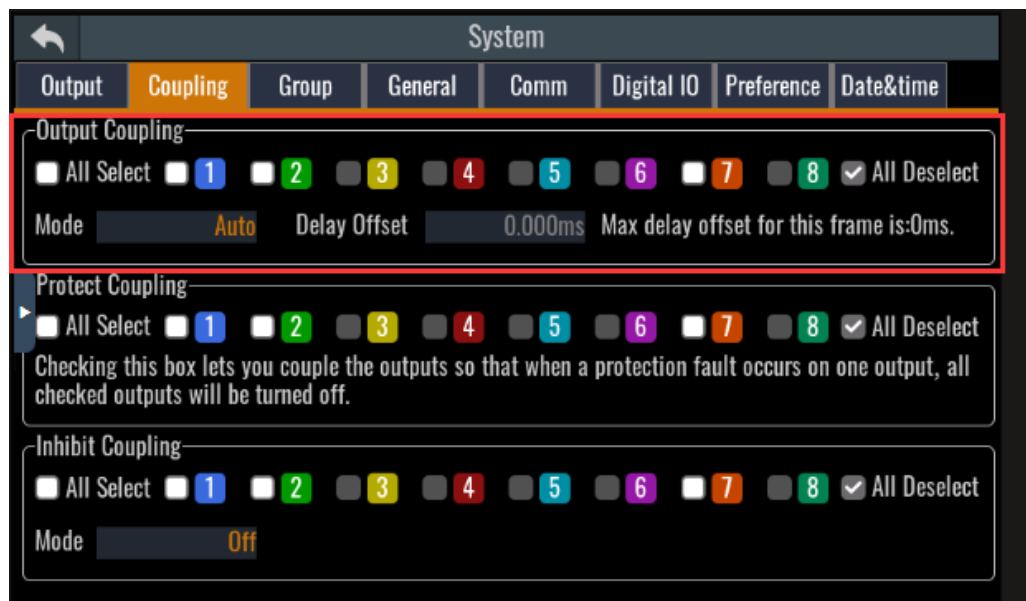 System
Output Coupling Group General Comm Digital IO Preference Date&time
Output Coupling
All Select 1 2 3 4 5 6 7 8 All Deselect
Mode Auto Delay Offset 0.000ms Max delay offset for this frame is:0ms.
Protect Coupling
All Select 1 2 3 4 5 6 7 8 All Deselect
Checking this box lets you couple the outputs so that when a protection fault occurs on one output, all
checked outputs will be turned off.
Inhibit Coupling
All Select 1 2 3 4 5 6 7 8 All Deselect
Mode Off